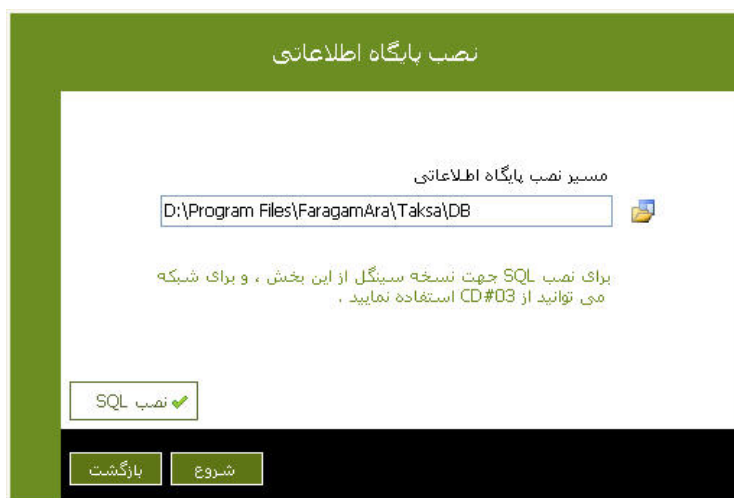 نصب پایگاه اطلاعاتی
مسیر نصب پایگاه اطلاعاتی
D:\Program Files\FaragamAra\Taksa\DB
برای نصب SQL جهت نسخه سینگل از این بخش ، و برای شبکه
می توانید از CD#03 استفاده نمایید .
نصب SQL
شروع
بازگشت